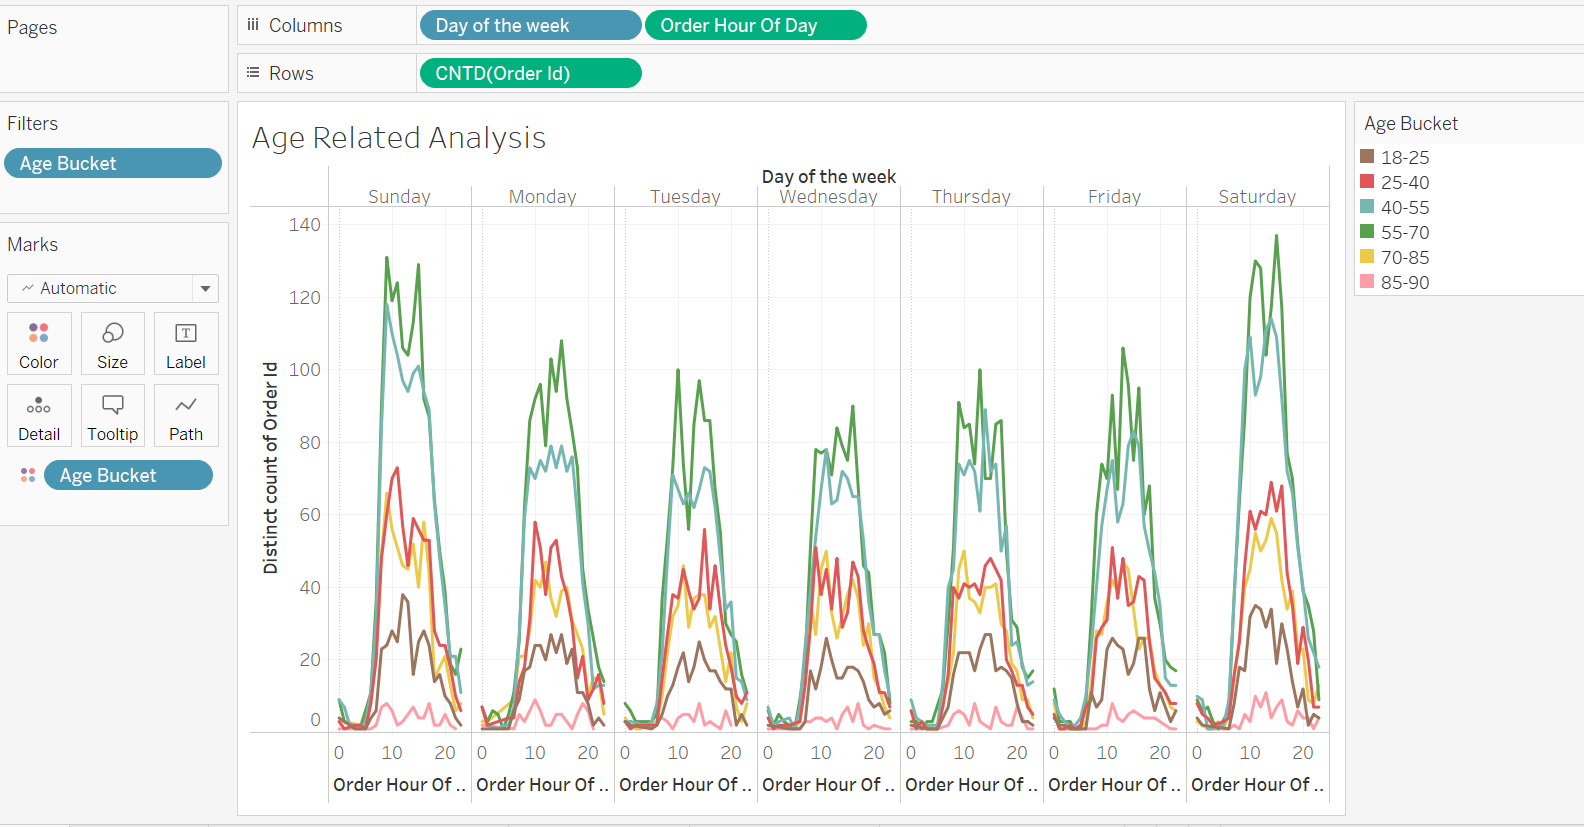 Pages
Columns
Day of the week
Order Hour Of Day
Rows
CNTD(Order Id)
Filters
Age Bucket
Marks
Automatic
Color
Size
Label
Detail
Tooltip
Path
Age Bucket
Age Related Analysis
Day of the week
Sunday Monday Tuesday Wednesday Thursday Friday Saturday
Distinct count of Order Id
140
120
100
80
60
40
20
0
0 10 20 0 10 20 0 10 20 0 10 20 0 10 20 0 10 20 0 10 20
Order Hour Of .. Order Hour Of .. Order Hour Of .. Order Hour Of .. Order Hour Of .. Order Hour Of .. Order Hour Of ..
Age Bucket
18-25
25-40
40-55
55-70
70-85
85-90